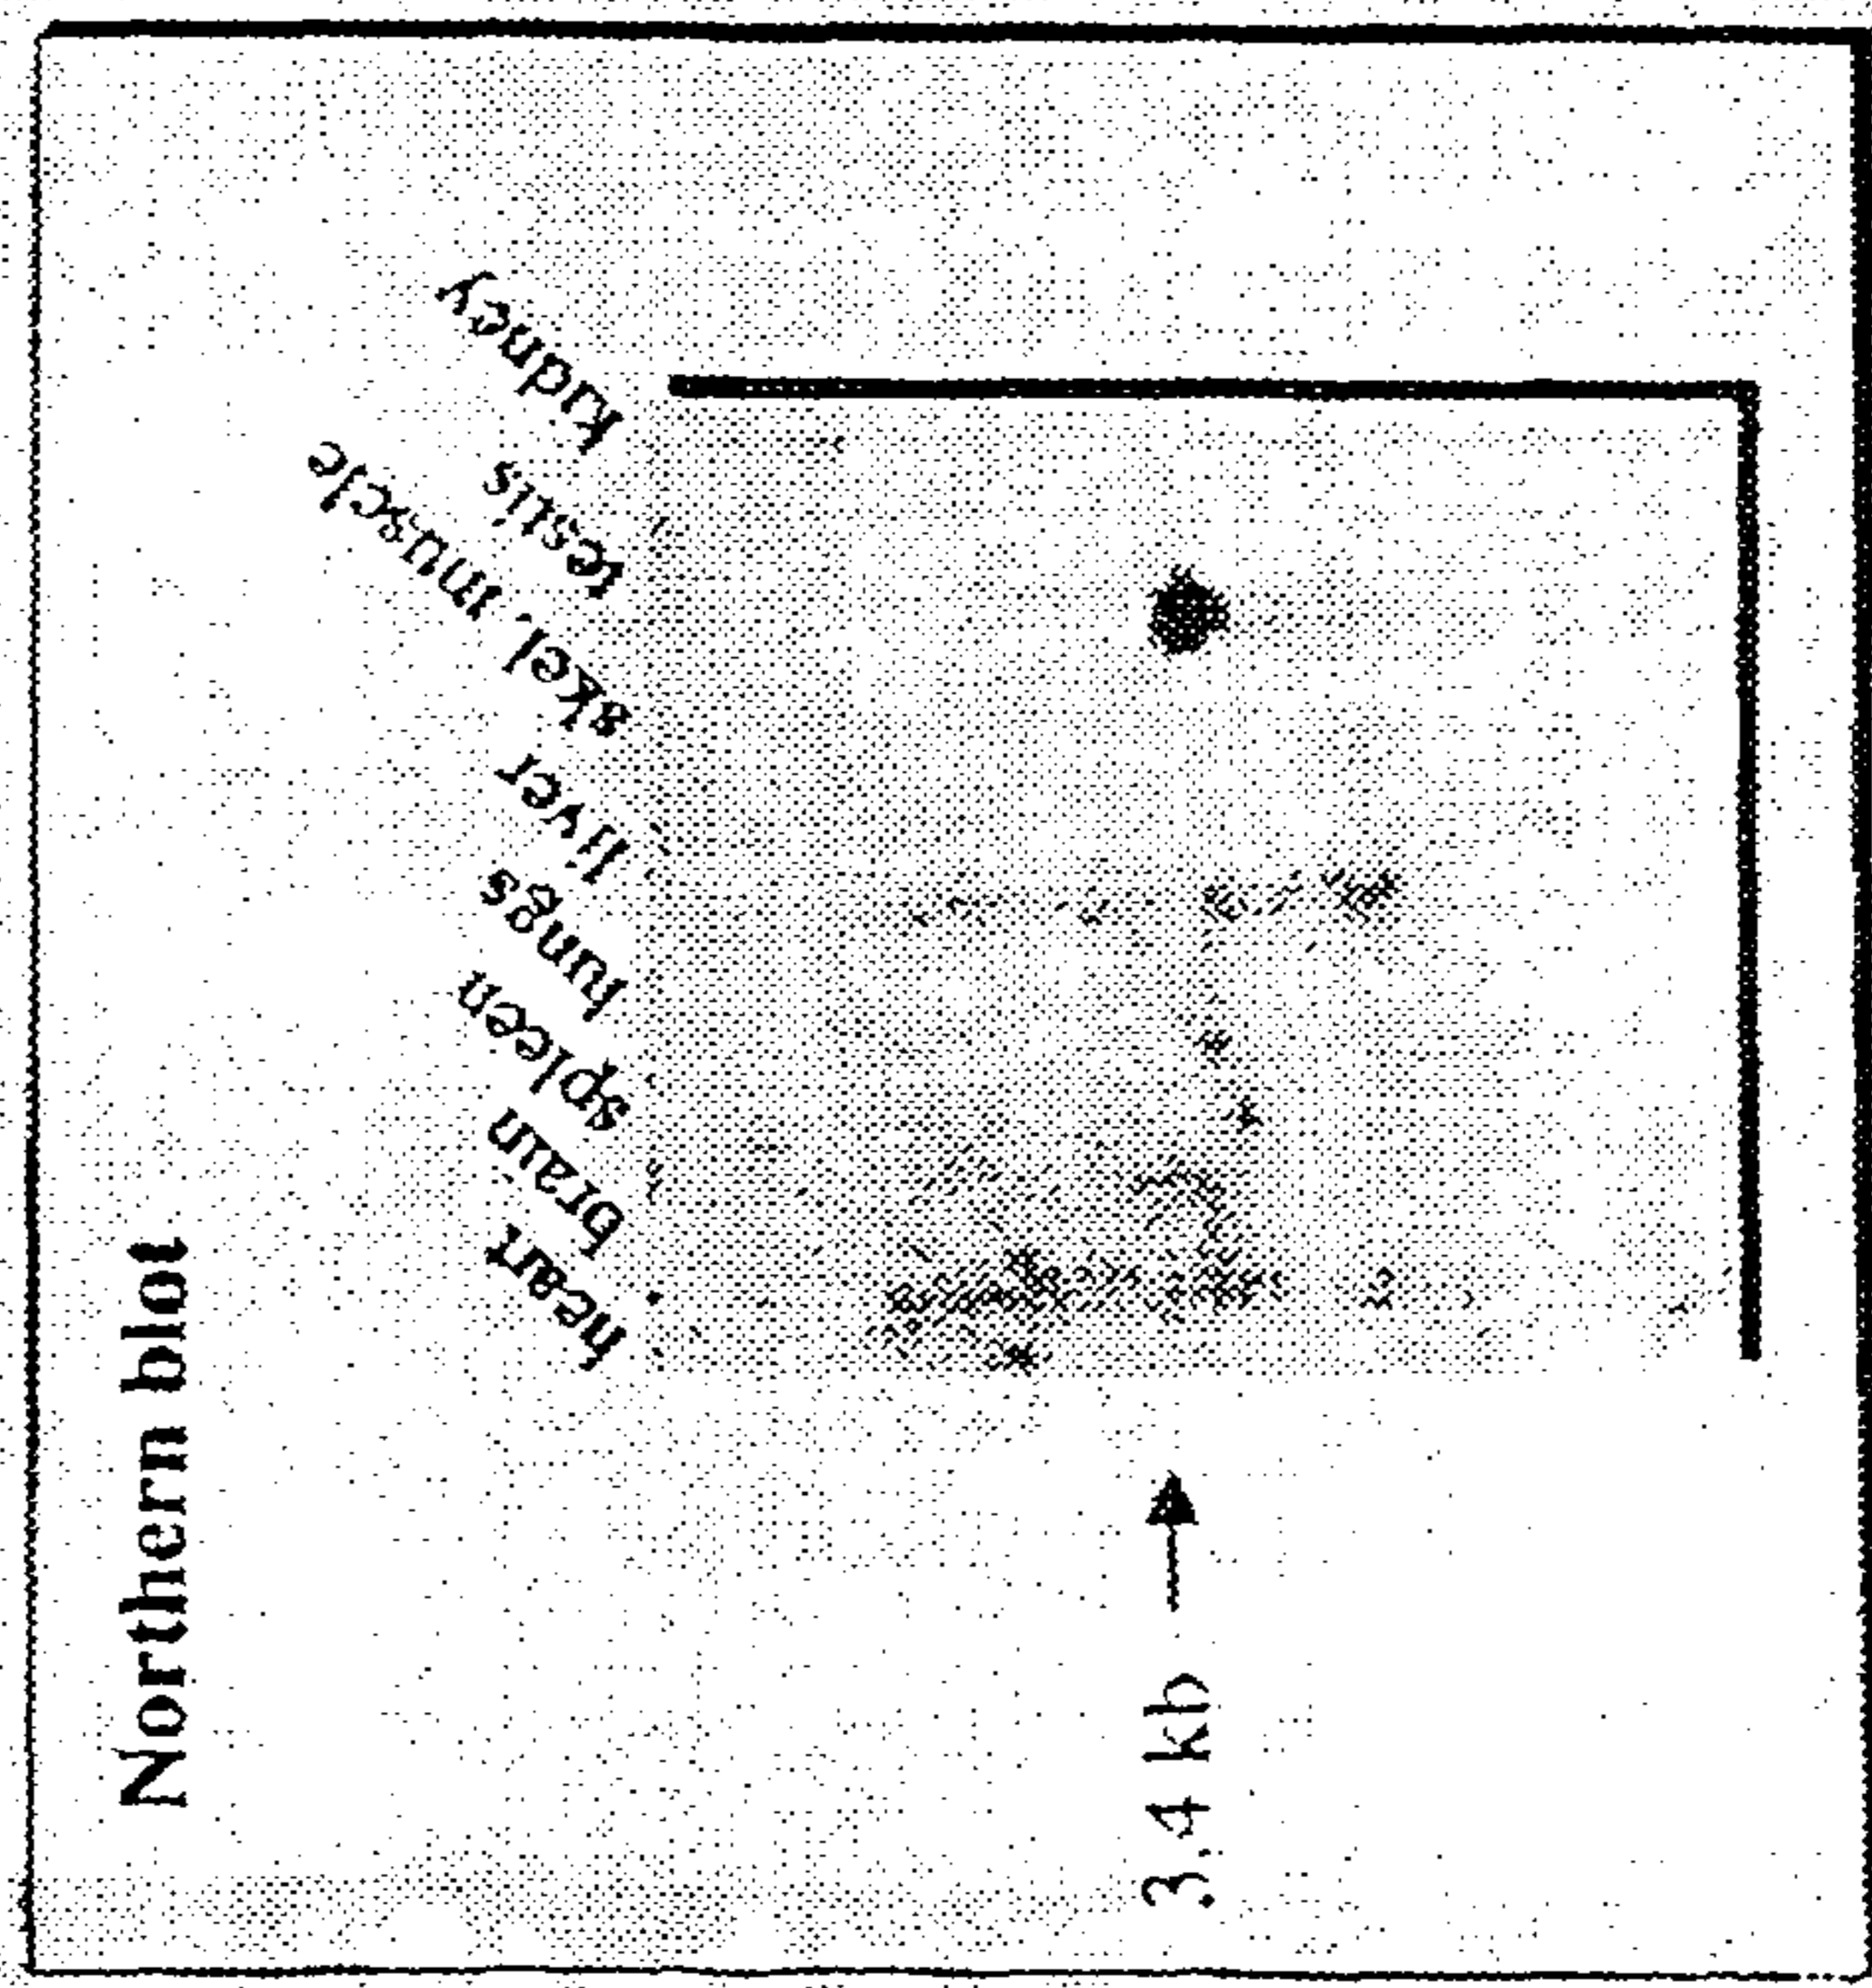 Northern blot
heart
brain
spleen
lungs
liver
skel. muscle
testis
kidney
3,4 kb